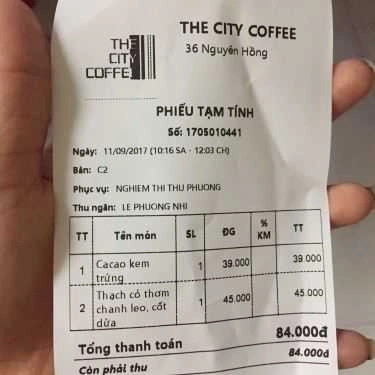 THE
CITY
COFFE
THE CITY COFFEE
36 Nguyên Hồng
PHIẾU TẠM TÍNH
Số: 1705010441
Ngày: 11/09/2017 (10:16 SA - 12:03 CH)
Bàn: C2
Phục vụ: NGHIEM THI THU PHUONG
Thu ngân: LE PHUONG NHI
TT Tên món SL ĐG % KM TT
1 Cacao kem trứng 1 39.000 39.000
2 Thạch cỏ thơm chanh leo, cốt dừa 1 45.000 45.000
Tổng thanh toán 84.000đ
Còn phải thu 84.000đ